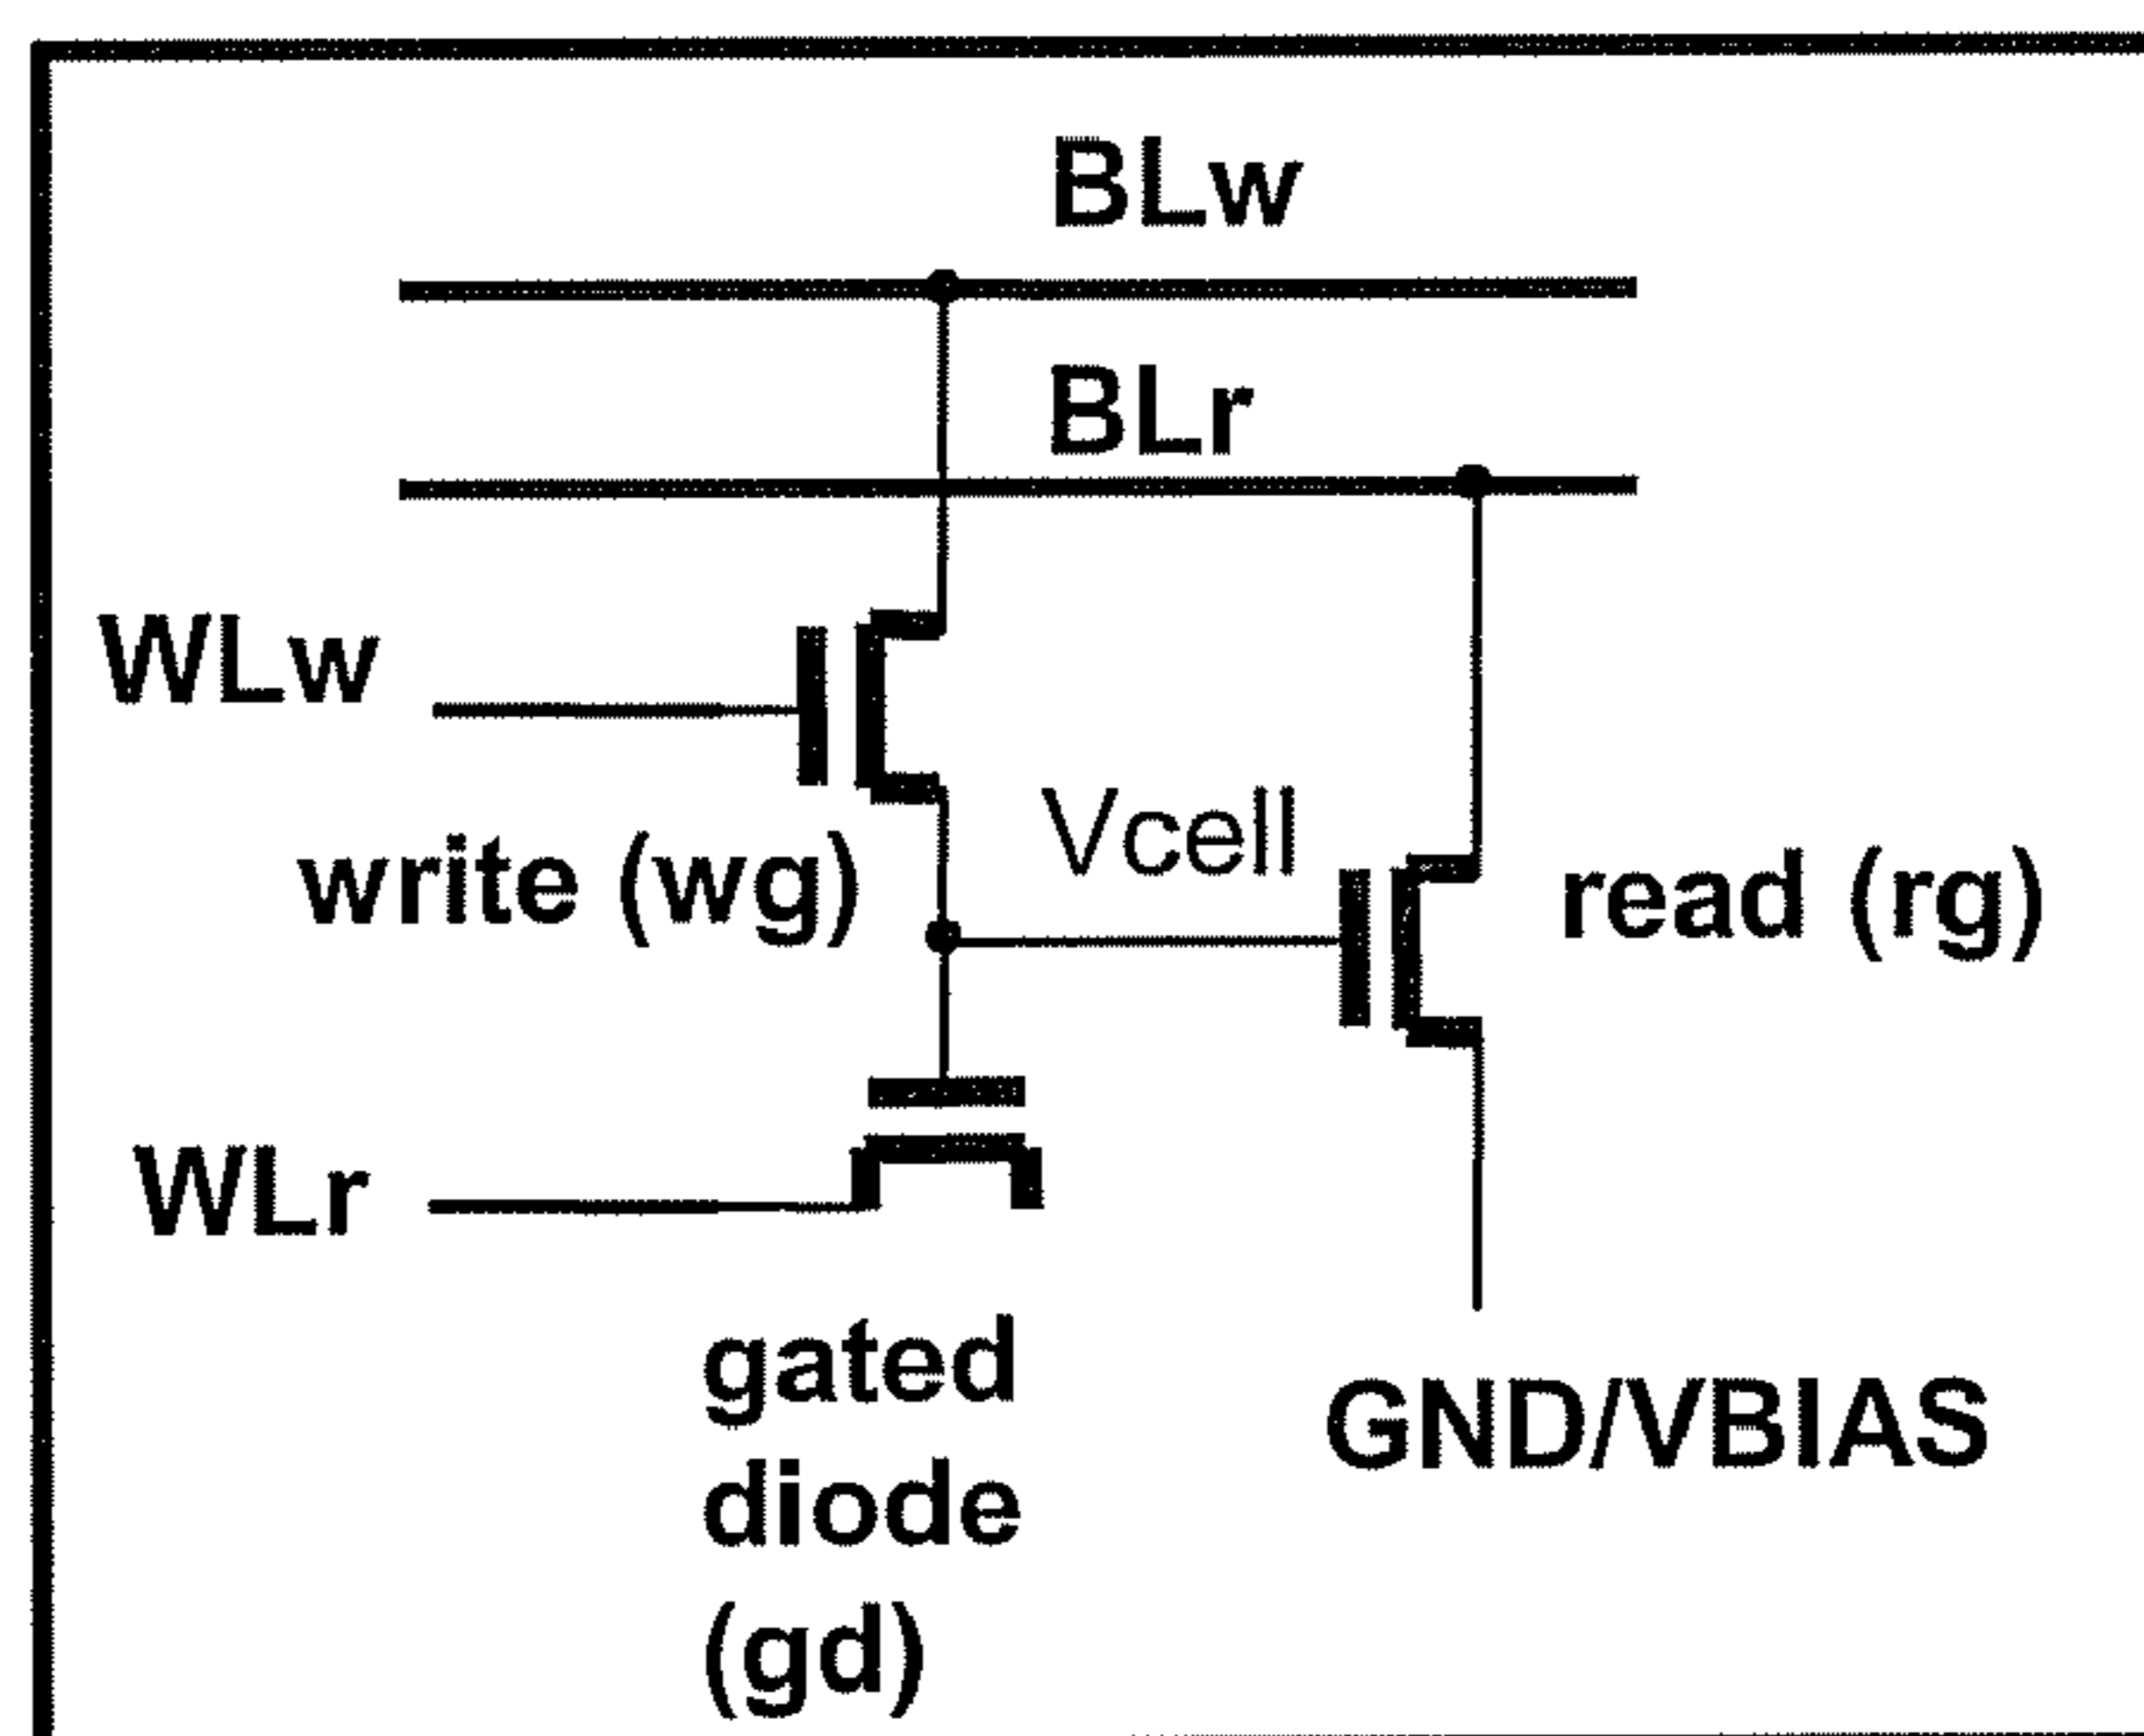 BLw
BLr
WLw
write (wg)
Vcell
read (rg)
WLr
gated
diode
(gd)
GND/VBIAS